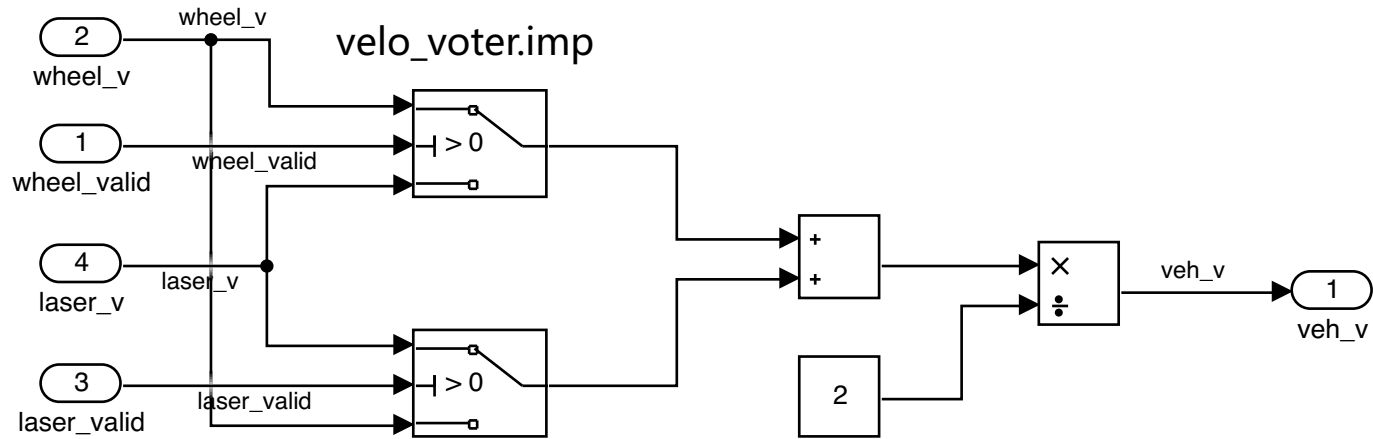 wheel_v
2
wheel_v
velo_voter.imp
1
wheel_valid
wheel_valid
> 0
4
laser_v
laser_v
3
laser_valid
laser_valid
> 0
+
+
2
×
÷
veh_v
1
veh_v